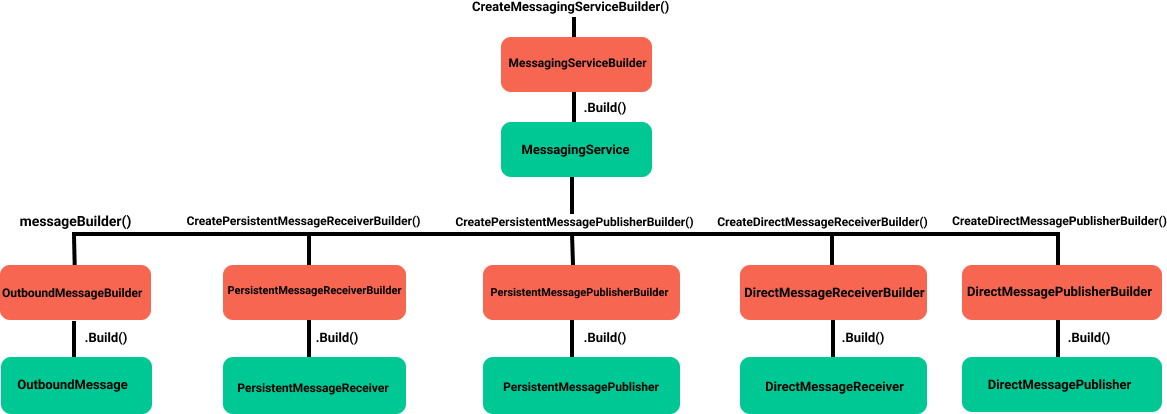 CreateMessagingServiceBuilder()
MessagingServiceBuilder
.Build()
MessagingService
messageBuilder()
CreatePersistentMessageReceiverBuilder()
CreatePersistentMessagePublisherBuilder()
CreateDirectMessageReceiverBuilder()
CreateDirectMessagePublisherBuilder()
OutboundMessageBuilder
PersistentMessageReceiverBuilder
PersistentMessagePublisherBuilder
DirectMessageReceiverBuilder
DirectMessagePublisherBuilder
.Build()
.Build()
.Build()
.Build()
.Build()
OutboundMessage
PersistentMessageReceiver
PersistentMessagePublisher
DirectMessageReceiver
DirectMessagePublisher